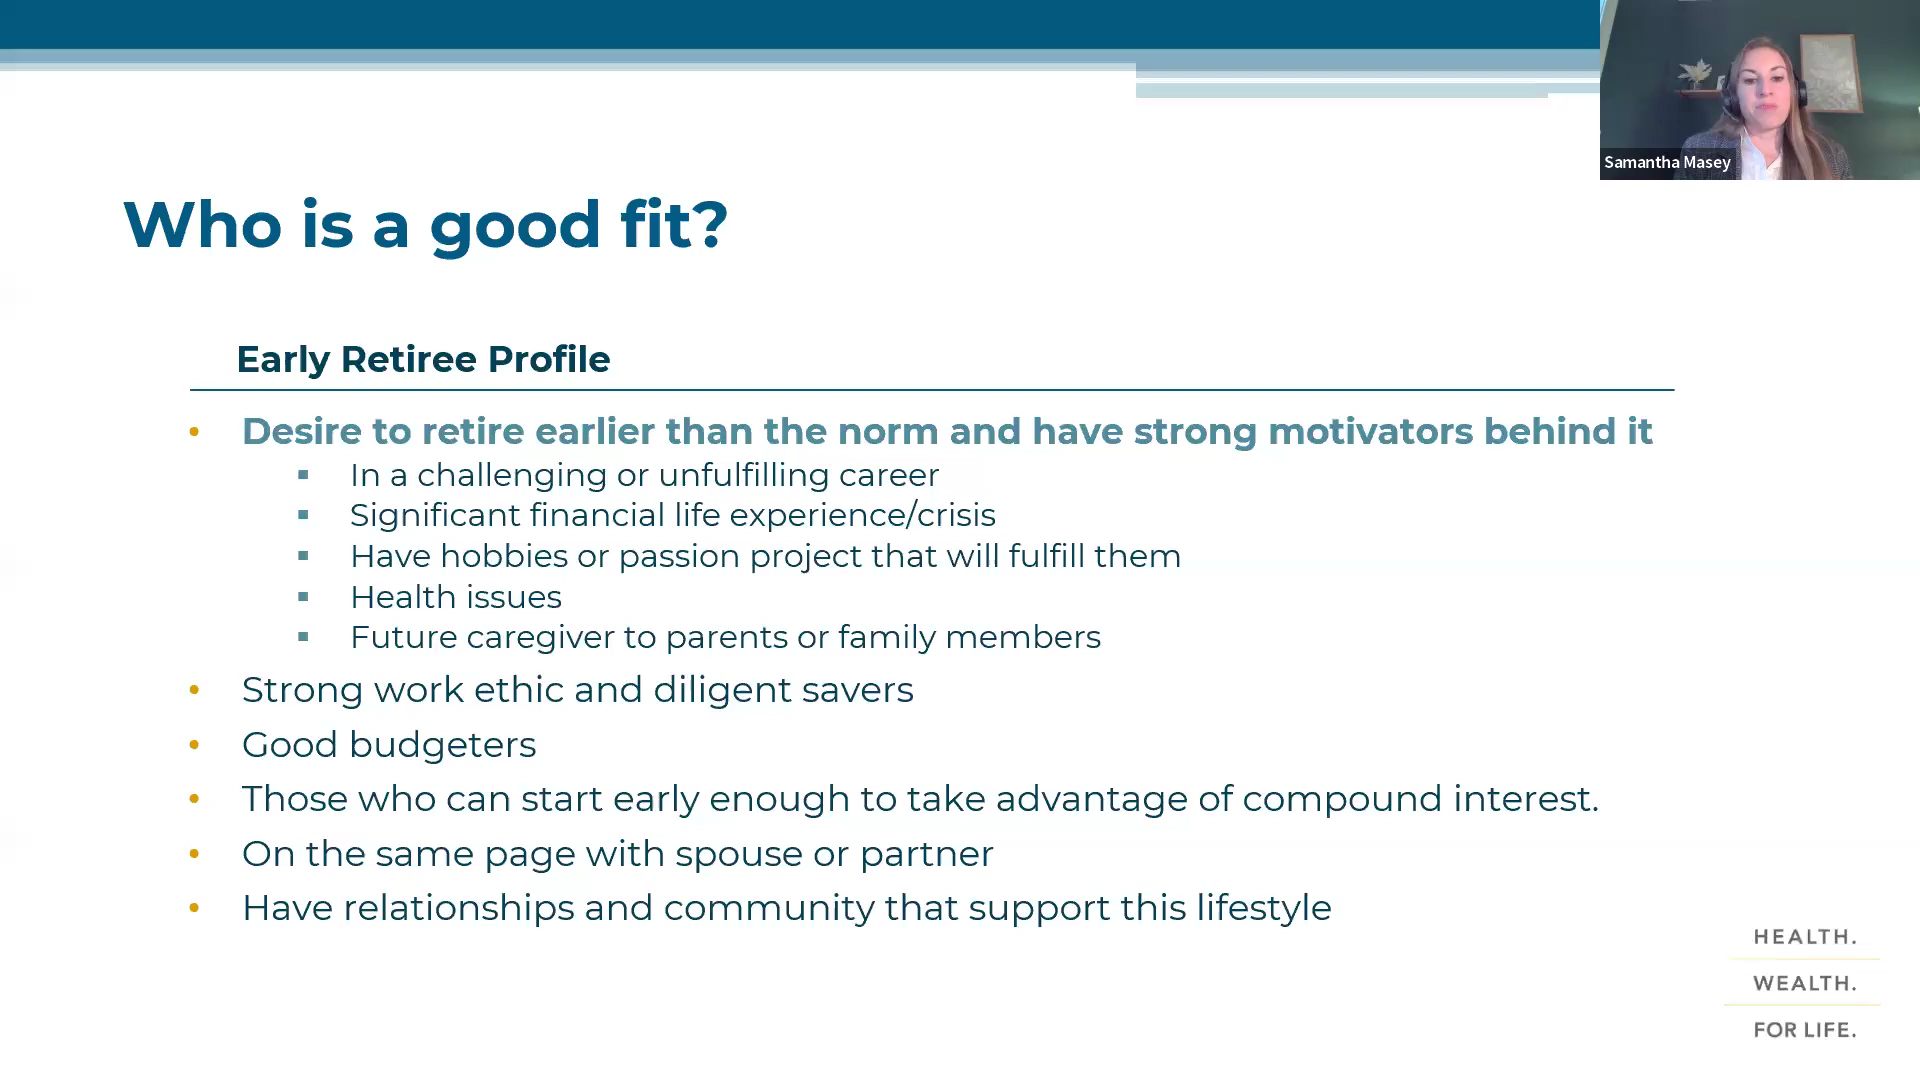 Samantha Masey
Who is a good fit?
Early Retiree Profile
• Desire to retire earlier than the norm and have strong motivators behind it
▪ In a challenging or unfulfilling career
▪ Significant financial life experience/crisis
▪ Have hobbies or passion project that will fulfill them
▪ Health issues
▪ Future caregiver to parents or family members
• Strong work ethic and diligent savers
• Good budgeters
• Those who can start early enough to take advantage of compound interest.
• On the same page with spouse or partner
• Have relationships and community that support this lifestyle
HEALTH.
WEALTH.
FOR LIFE.